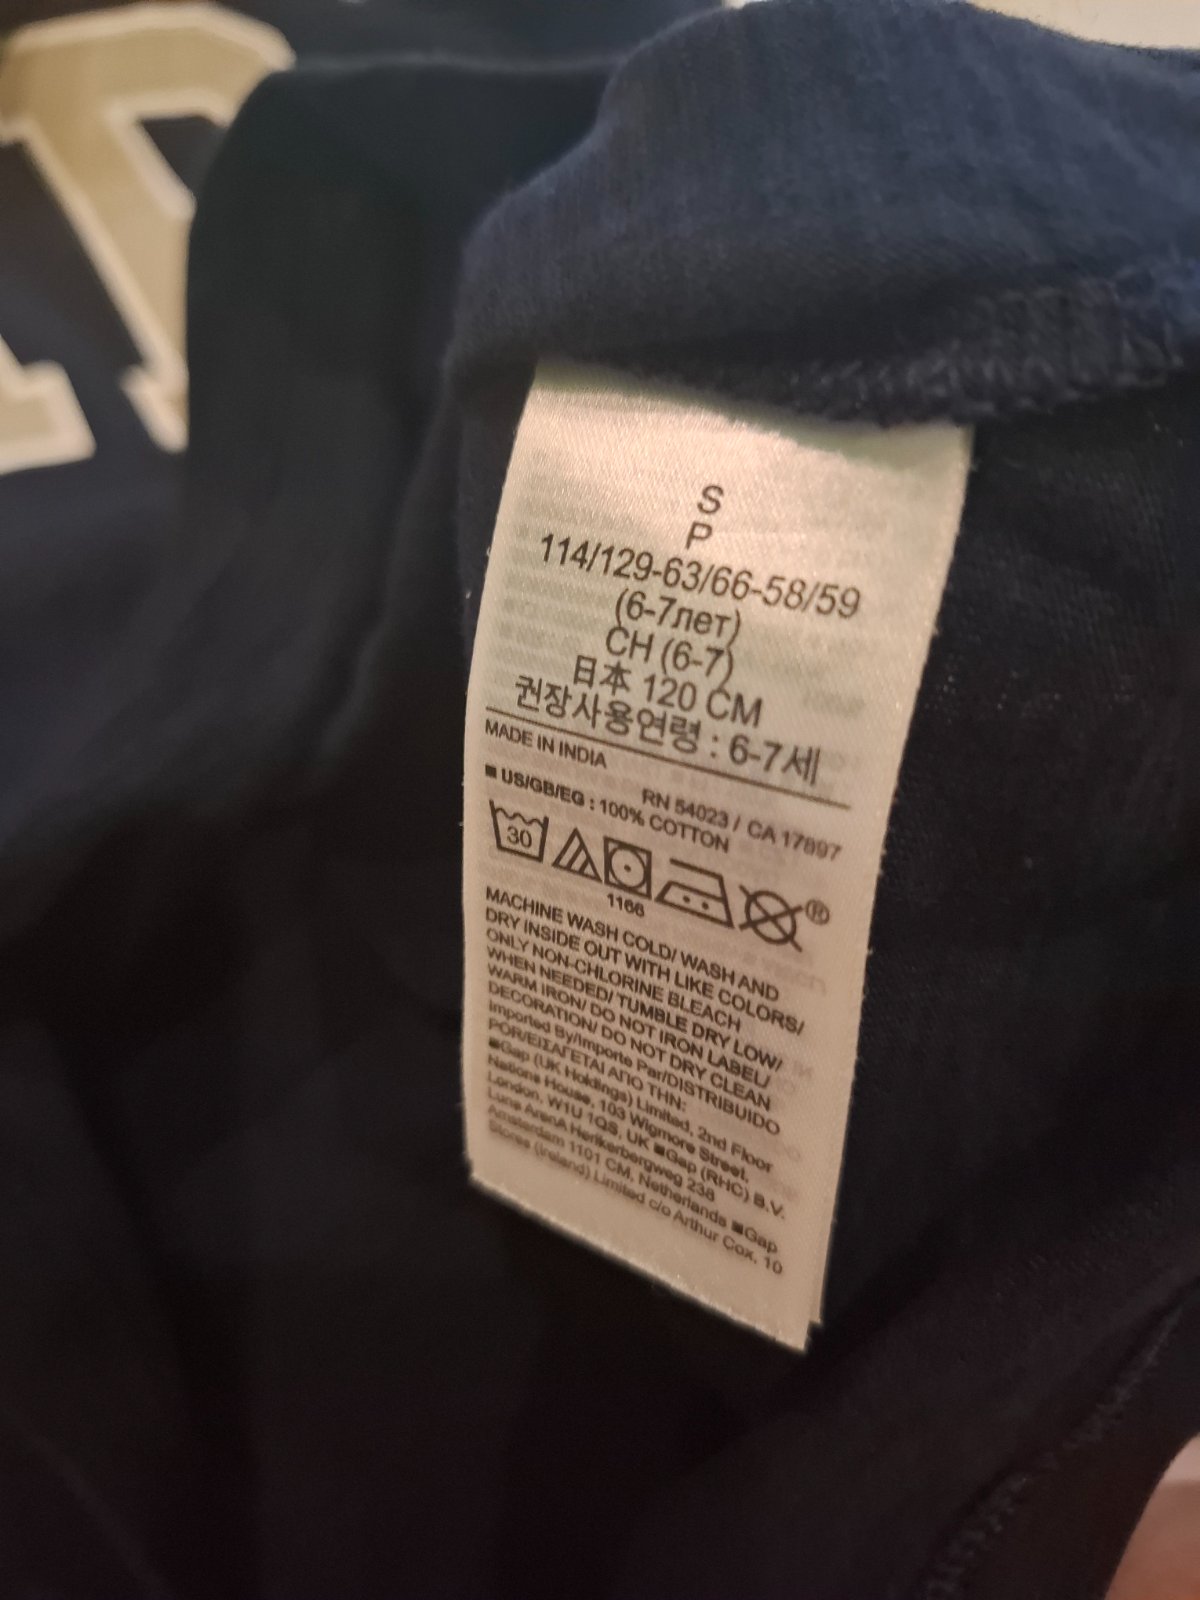 S
P
114/129-63/66-58/59
(6-7лет)
CH (6-7)
日本 120 CM
권장사용연령 : 6-7세
MADE IN INDIA
RN 54023 / CA 17897
■ US/GB/EG : 100% COTTON
30
®
1166
MACHINE WASH COLD/ WASH AND
DRY INSIDE OUT WITH LIKE COLORS/
ONLY NON-CHLORINE BLEACH
WHEN NEEDED/ TUMBLE DRY LOW/
WARM IRON/ DO NOT IRON LABEL/
DECORATION/ DO NOT DRY CLEAN
Imported By/Importe Par/DISTRIBUIDO
POR/ΕΙΣΑΓΕΤΑΙ ΑΠΟ ΤΗΝ:
■Gap (UK Holdings) Limited, 2nd Floor
Nations House, 103 Wigmore Street,
London, W1U 1QS, UK ■Gap (RHC) B.V.
Luna ArenA Herikerbergweg 238
Amsterdam 1101 CM, Netherlands ■Gap
Stores (Ireland) Limited c/o Arthur Cox, 10